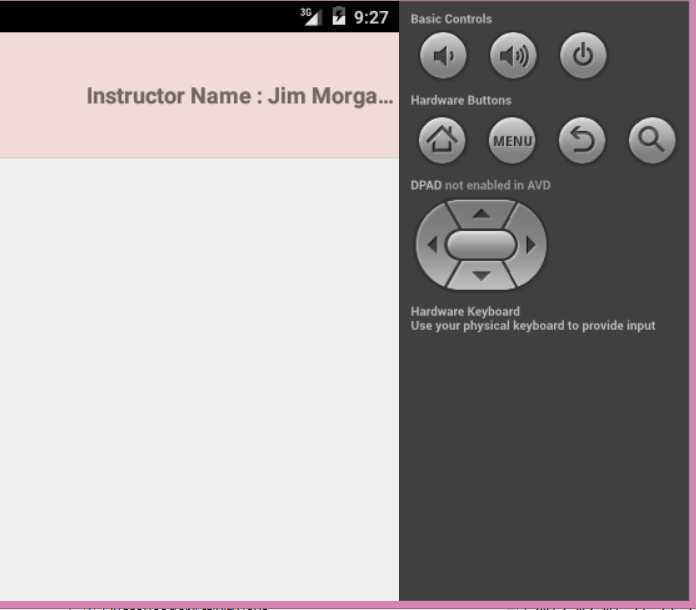 3G 9:27
Instructor Name : Jim Morga...
Basic Controls
Hardware Buttons
MENU
DPAD not enabled in AVD
Hardware Keyboard
Use your physical keyboard to provide input